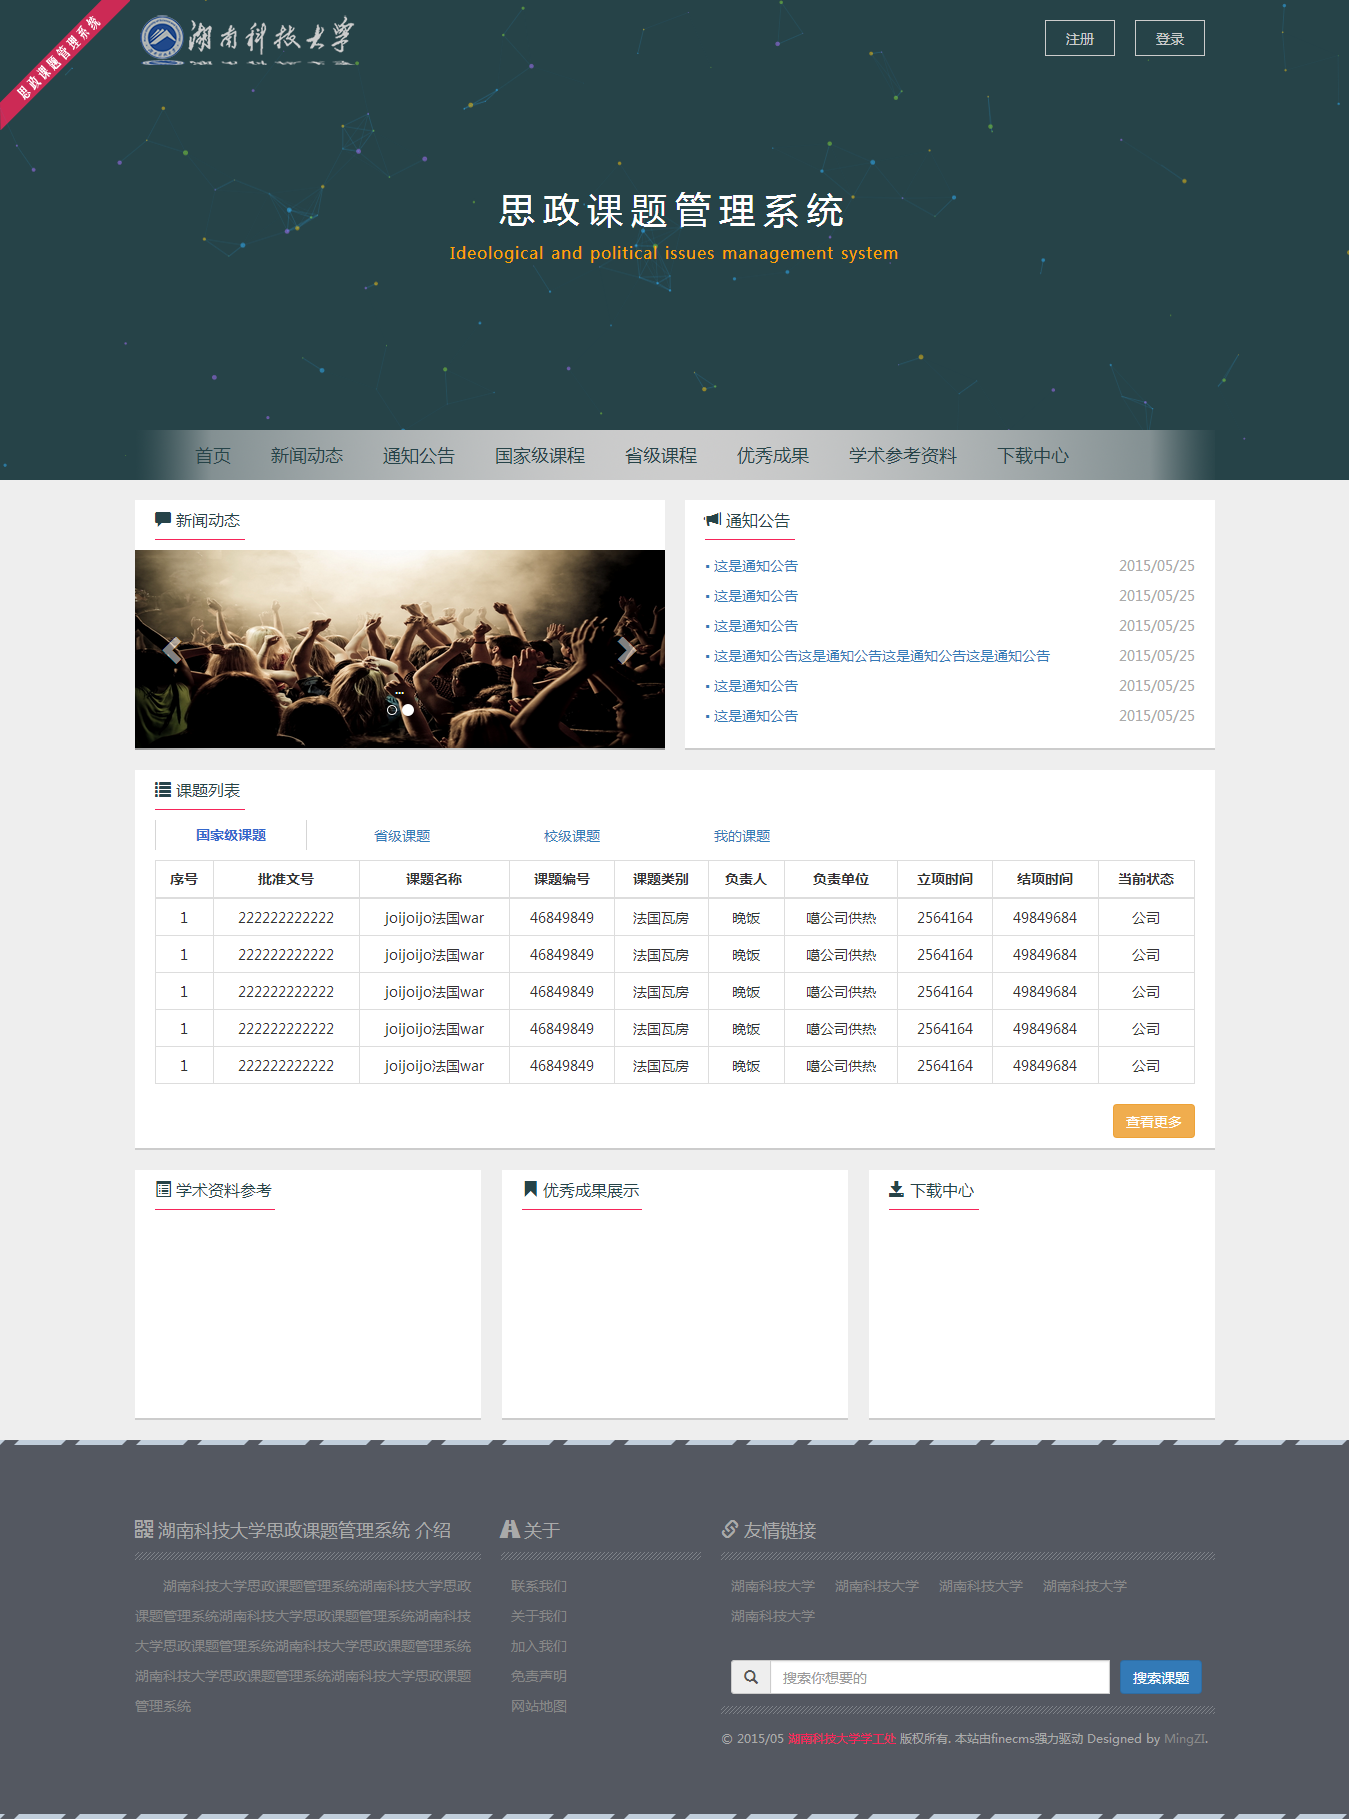 思政课题管理系统
湖南科技大学
注册
登录
思政课题管理系统
Ideological and political issues management system
首页 新闻动态 通知公告 国家级课程 省级课程 优秀成果 学术参考资料 下载中心
新闻动态
...
通知公告
▪ 这是通知公告 2015/05/25
▪ 这是通知公告 2015/05/25
▪ 这是通知公告 2015/05/25
▪ 这是通知公告这是通知公告这是通知公告这是通知公告 2015/05/25
▪ 这是通知公告 2015/05/25
▪ 这是通知公告 2015/05/25
课题列表
国家级课题 省级课题 校级课题 我的课题
序号 批准文号 课题名称 课题编号 课题类别 负责人 负责单位 立项时间 结项时间 当前状态
1 222222222222 joijoijo法国war 46849849 法国瓦房 晚饭 噶公司供热 2564164 49849684 公司
1 222222222222 joijoijo法国war 46849849 法国瓦房 晚饭 噶公司供热 2564164 49849684 公司
1 222222222222 joijoijo法国war 46849849 法国瓦房 晚饭 噶公司供热 2564164 49849684 公司
1 222222222222 joijoijo法国war 46849849 法国瓦房 晚饭 噶公司供热 2564164 49849684 公司
1 222222222222 joijoijo法国war 46849849 法国瓦房 晚饭 噶公司供热 2564164 49849684 公司
查看更多
学术资料参考
优秀成果展示
下载中心
湖南科技大学思政课题管理系统 介绍
湖南科技大学思政课题管理系统湖南科技大学思政
课题管理系统湖南科技大学思政课题管理系统湖南科技
大学思政课题管理系统湖南科技大学思政课题管理系统
湖南科技大学思政课题管理系统湖南科技大学思政课题
管理系统
关于
联系我们
关于我们
加入我们
免责声明
网站地图
友情链接
湖南科技大学 湖南科技大学 湖南科技大学 湖南科技大学
湖南科技大学
搜索你想要的
搜索课题
© 2015/05 湖南科技大学学工处 版权所有. 本站由finecms强力驱动 Designed by MingZI.